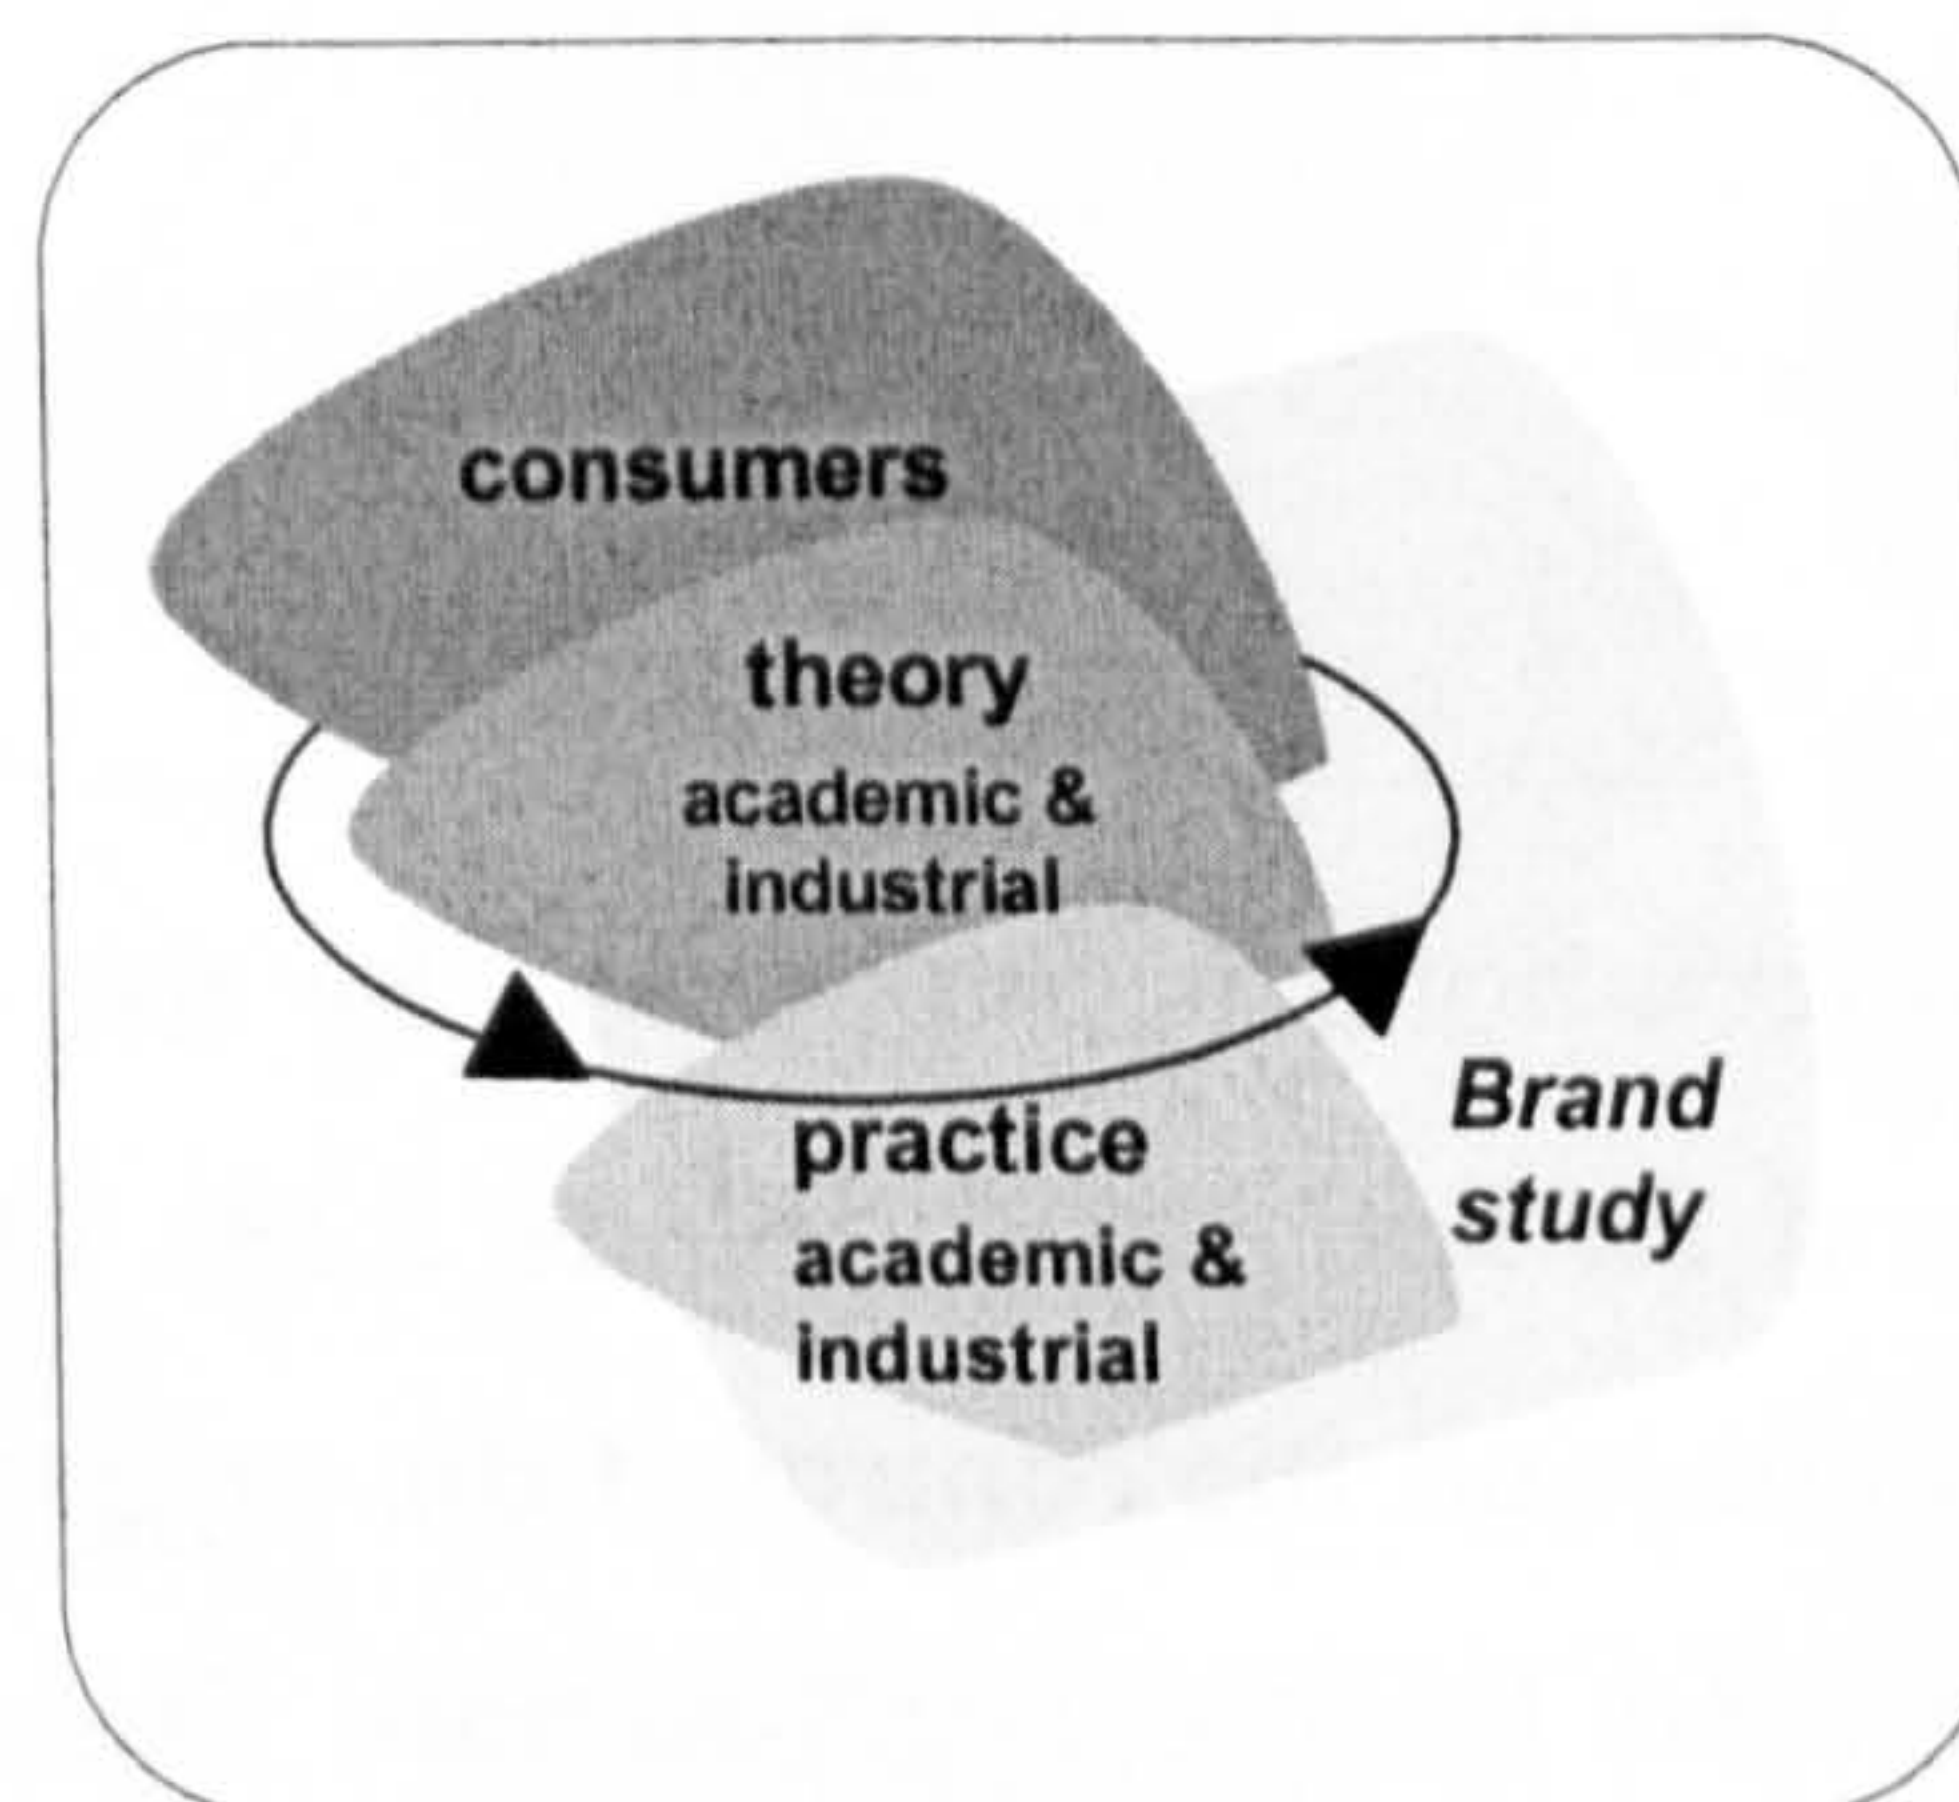 consumers
theory
academic &
industrial
practice
academic &
industrial
Brand
study